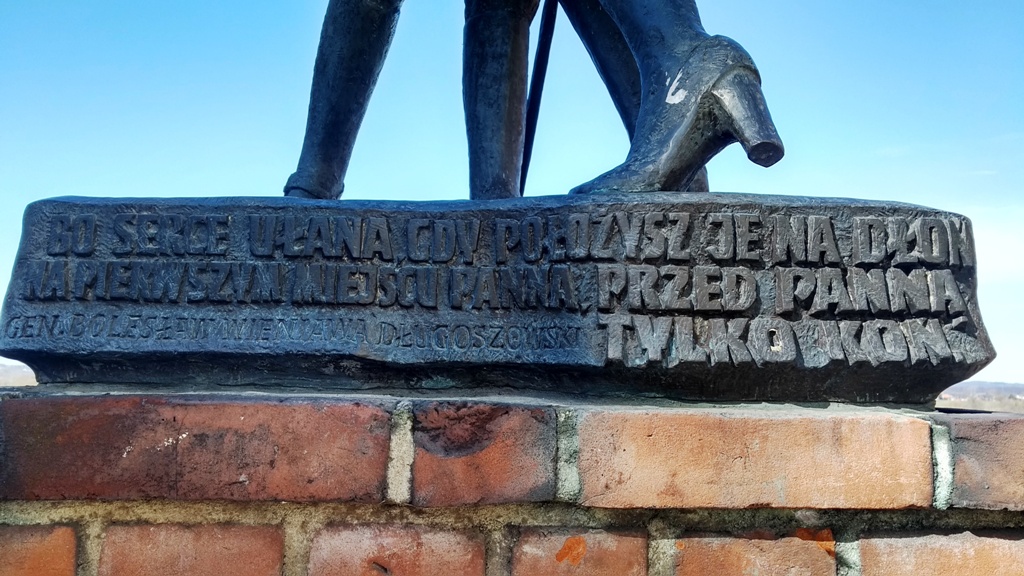 BO SERCE UŁANA, GDY POŁOŻYSZ JE NA DŁOŃ
NA PIERWSZYM MIEJSCU PANNA, PRZED PANNĄ
GEN. BOLESŁAW WIENIAWA DŁUGOSZOWSKI TYLKO KOŃ